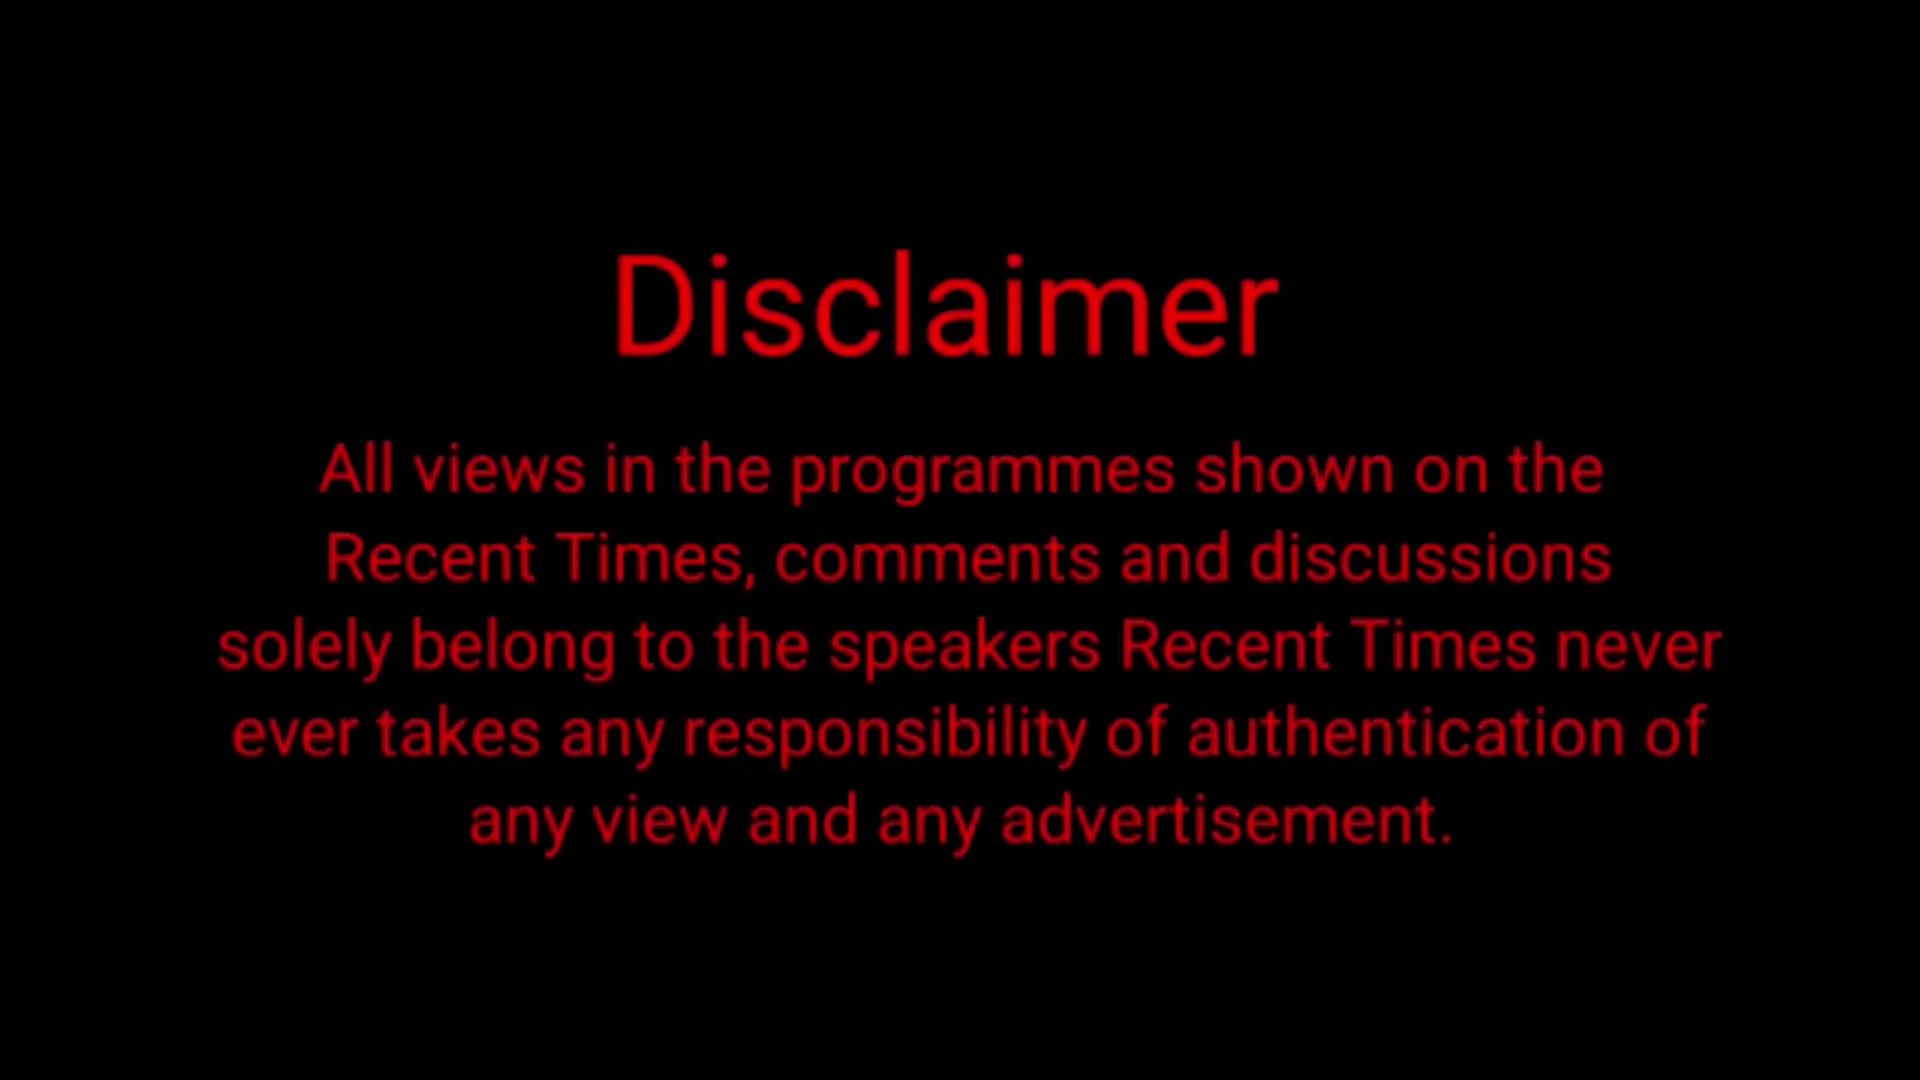 Disclaimer
All views in the programmes shown on the
Recent Times, comments and discussions
solely belong to the speakers Recent Times never
ever takes any responsibility of authentication of
any view and any advertisement.